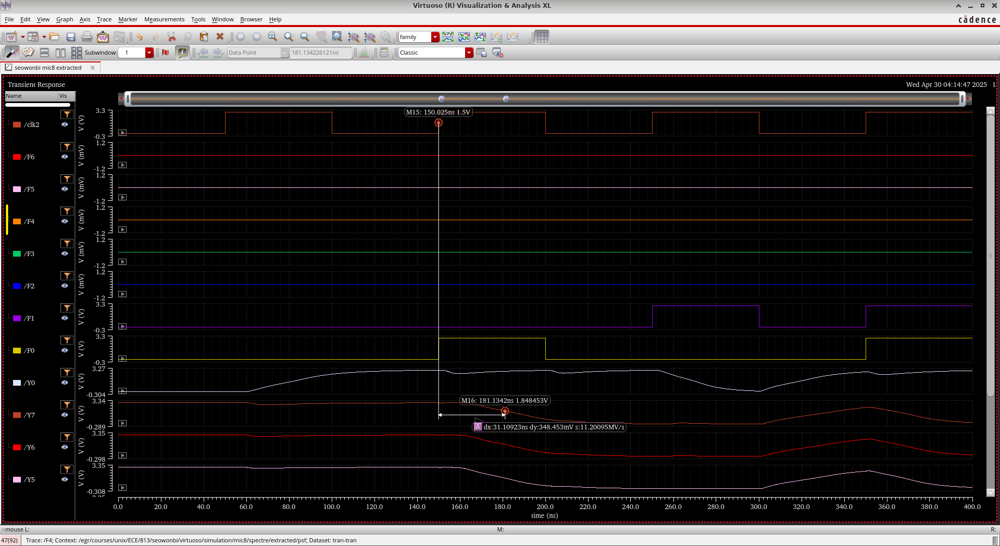 Virtuoso (R) Visualization & Analysis XL
File Edit View Graph Axis Trace Marker Measurements Tools Window Browser Help
cādence
family
Subwindow: 1 Data Point 181.134226121ns Classic
seowonbi mic8 extracted
Transient Response Wed Apr 30 04:14:47 2025 1
Name Vis
m m
M15: 150.025ns 1.5V
/clk2 V (V) 3.3 -0.3
/F6 V (mV) 1.2 -1.2
/F5 V (mV) 1.2 -1.2
/F4 V (mV) 1.2 -1.2
/F3 V (mV) 1.2 -1.2
/F2 V (mV) 1.2 -1.2
/F1 V (V) 3.3 -0.3
/F0 V (V) 3.3 -0.3
/Y0 V (V) 3.27 -0.304
M16: 181.1342ns 1.848453V
/Y7 V (V) 3.34 -0.289
Δ dx:31.10923ns dy:348.453mV s:11.20095MV/s
/Y6 V (V) 3.35 -0.298
/Y5 V (V) 3.35 -0.308
0.0 20.0 40.0 60.0 80.0 100.0 120.0 140.0 160.0 180.0 200.0 220.0 240.0 260.0 280.0 300.0 320.0 340.0 360.0 380.0 400.0
time (ns)
mouse L: M: R:
47(92) Trace: /F4; Context: /egr/courses/unix/ECE/813/seowonbi/virtuoso/simulation/mic8/spectre/extracted/psf; Dataset: tran-tran